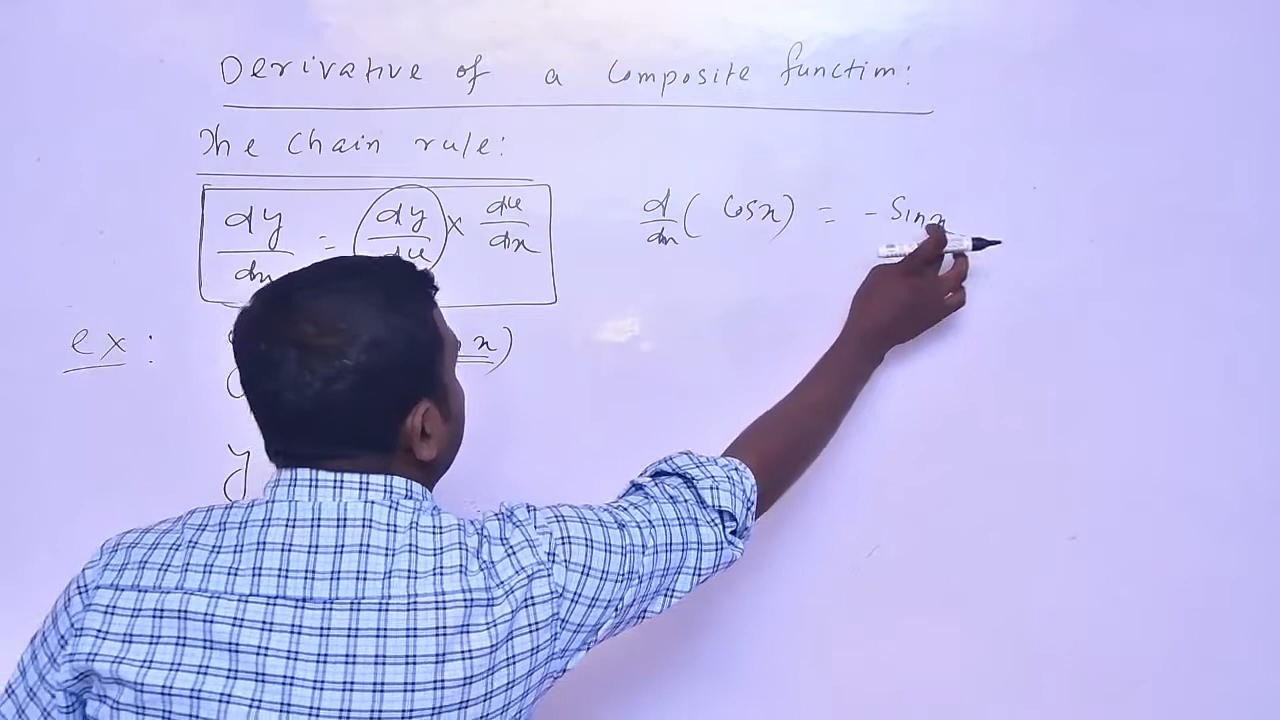 Derivative of a Composite function:
The Chain rule:
dy/dx = dy/du × du/dx
d/dx ( Cosx ) = - Sinx
ex :
x )
y